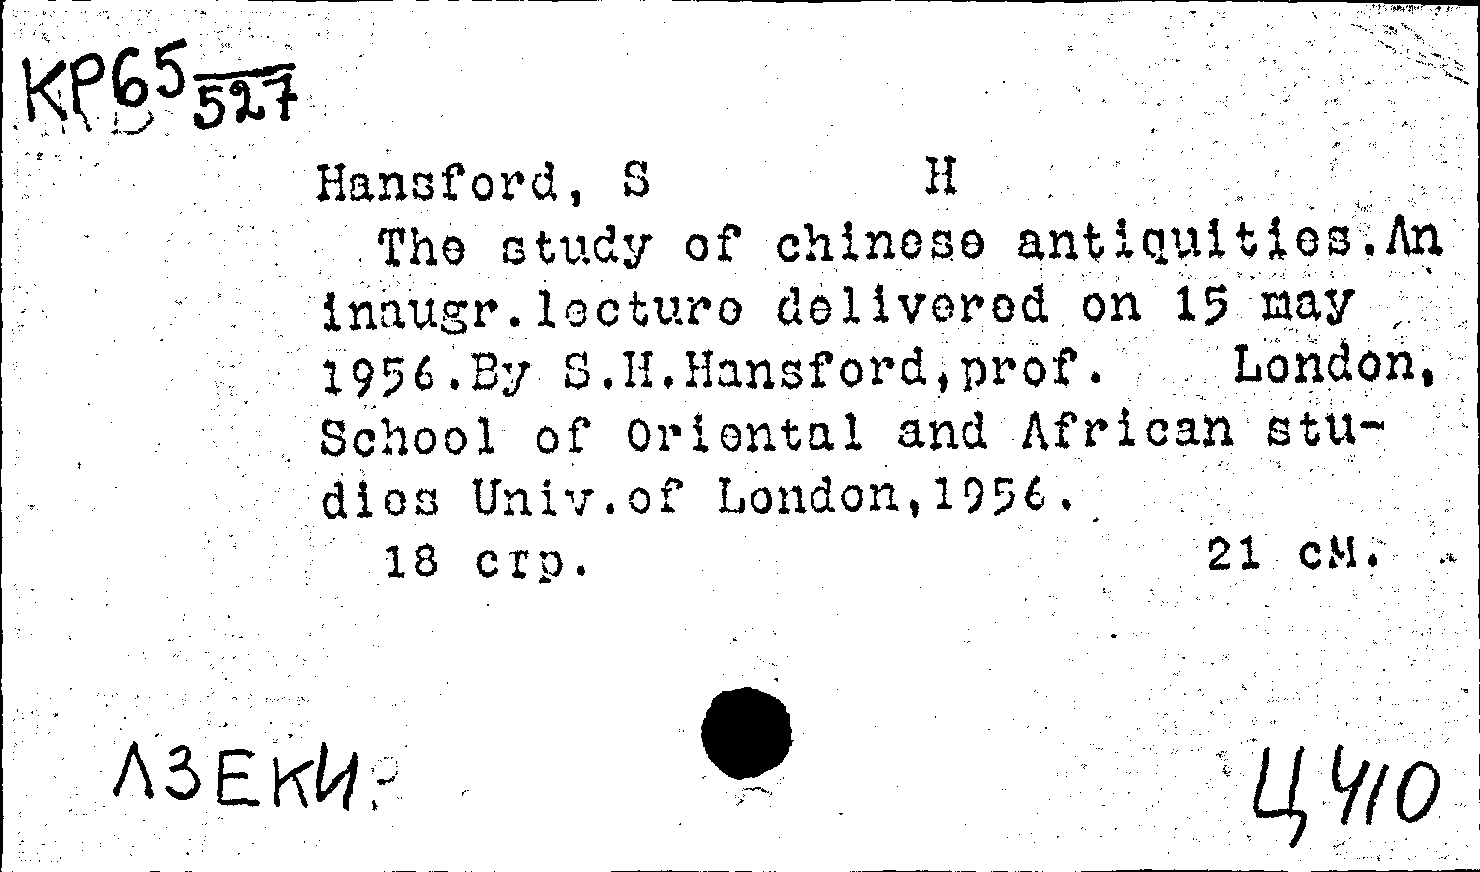 КР65 527
Hansford, S H
The study of chinese antiquities.An
inaugr.lecture delivered on 15 may
1956.By S.H.Hansford,prof. London,
School of Oriental and African stu-
dies Univ.of London,1956.
18 стр. 21 см.
ЛЗЕКИ